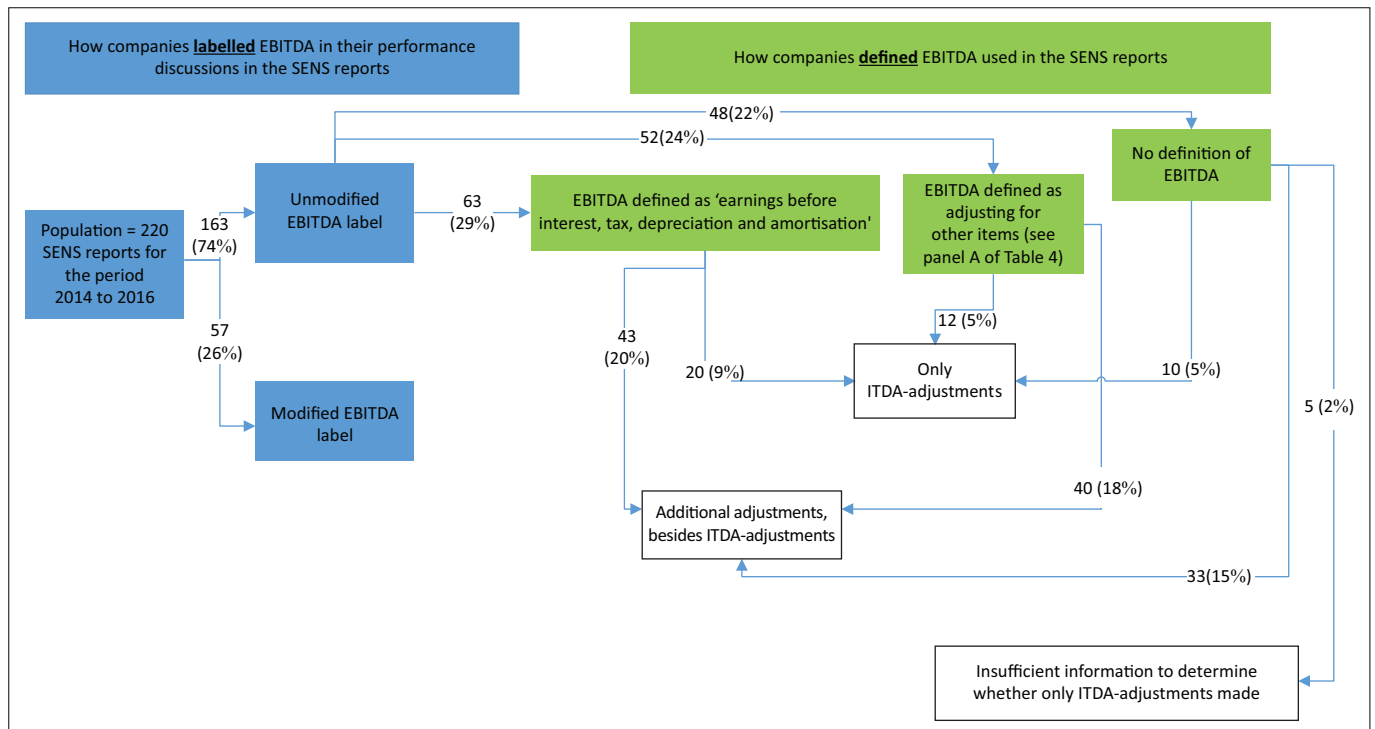 How companies labelled EBITDA in their performance
discussions in the SENS reports
How companies defined EBITDA used in the SENS reports
48(22%)
52(24%)
No definition of
EBITDA
Unmodified
EBITDA label
63
(29%)
EBITDA defined as ‘earnings before
interest, tax, depreciation and amortisation'
EBITDA defined as
adjusting for
other items (see
panel A of Table 4)
Population = 220
SENS reports for
the period
2014 to 2016
163
(74%)
57
(26%)
Modified EBITDA
label
43
(20%)
20 (9%)
12 (5%)
Only
ITDA-adjustments
10 (5%)
5 (2%)
40 (18%)
Additional adjustments,
besides ITDA-adjustments
33(15%)
Insufficient information to determine
whether only ITDA-adjustments made